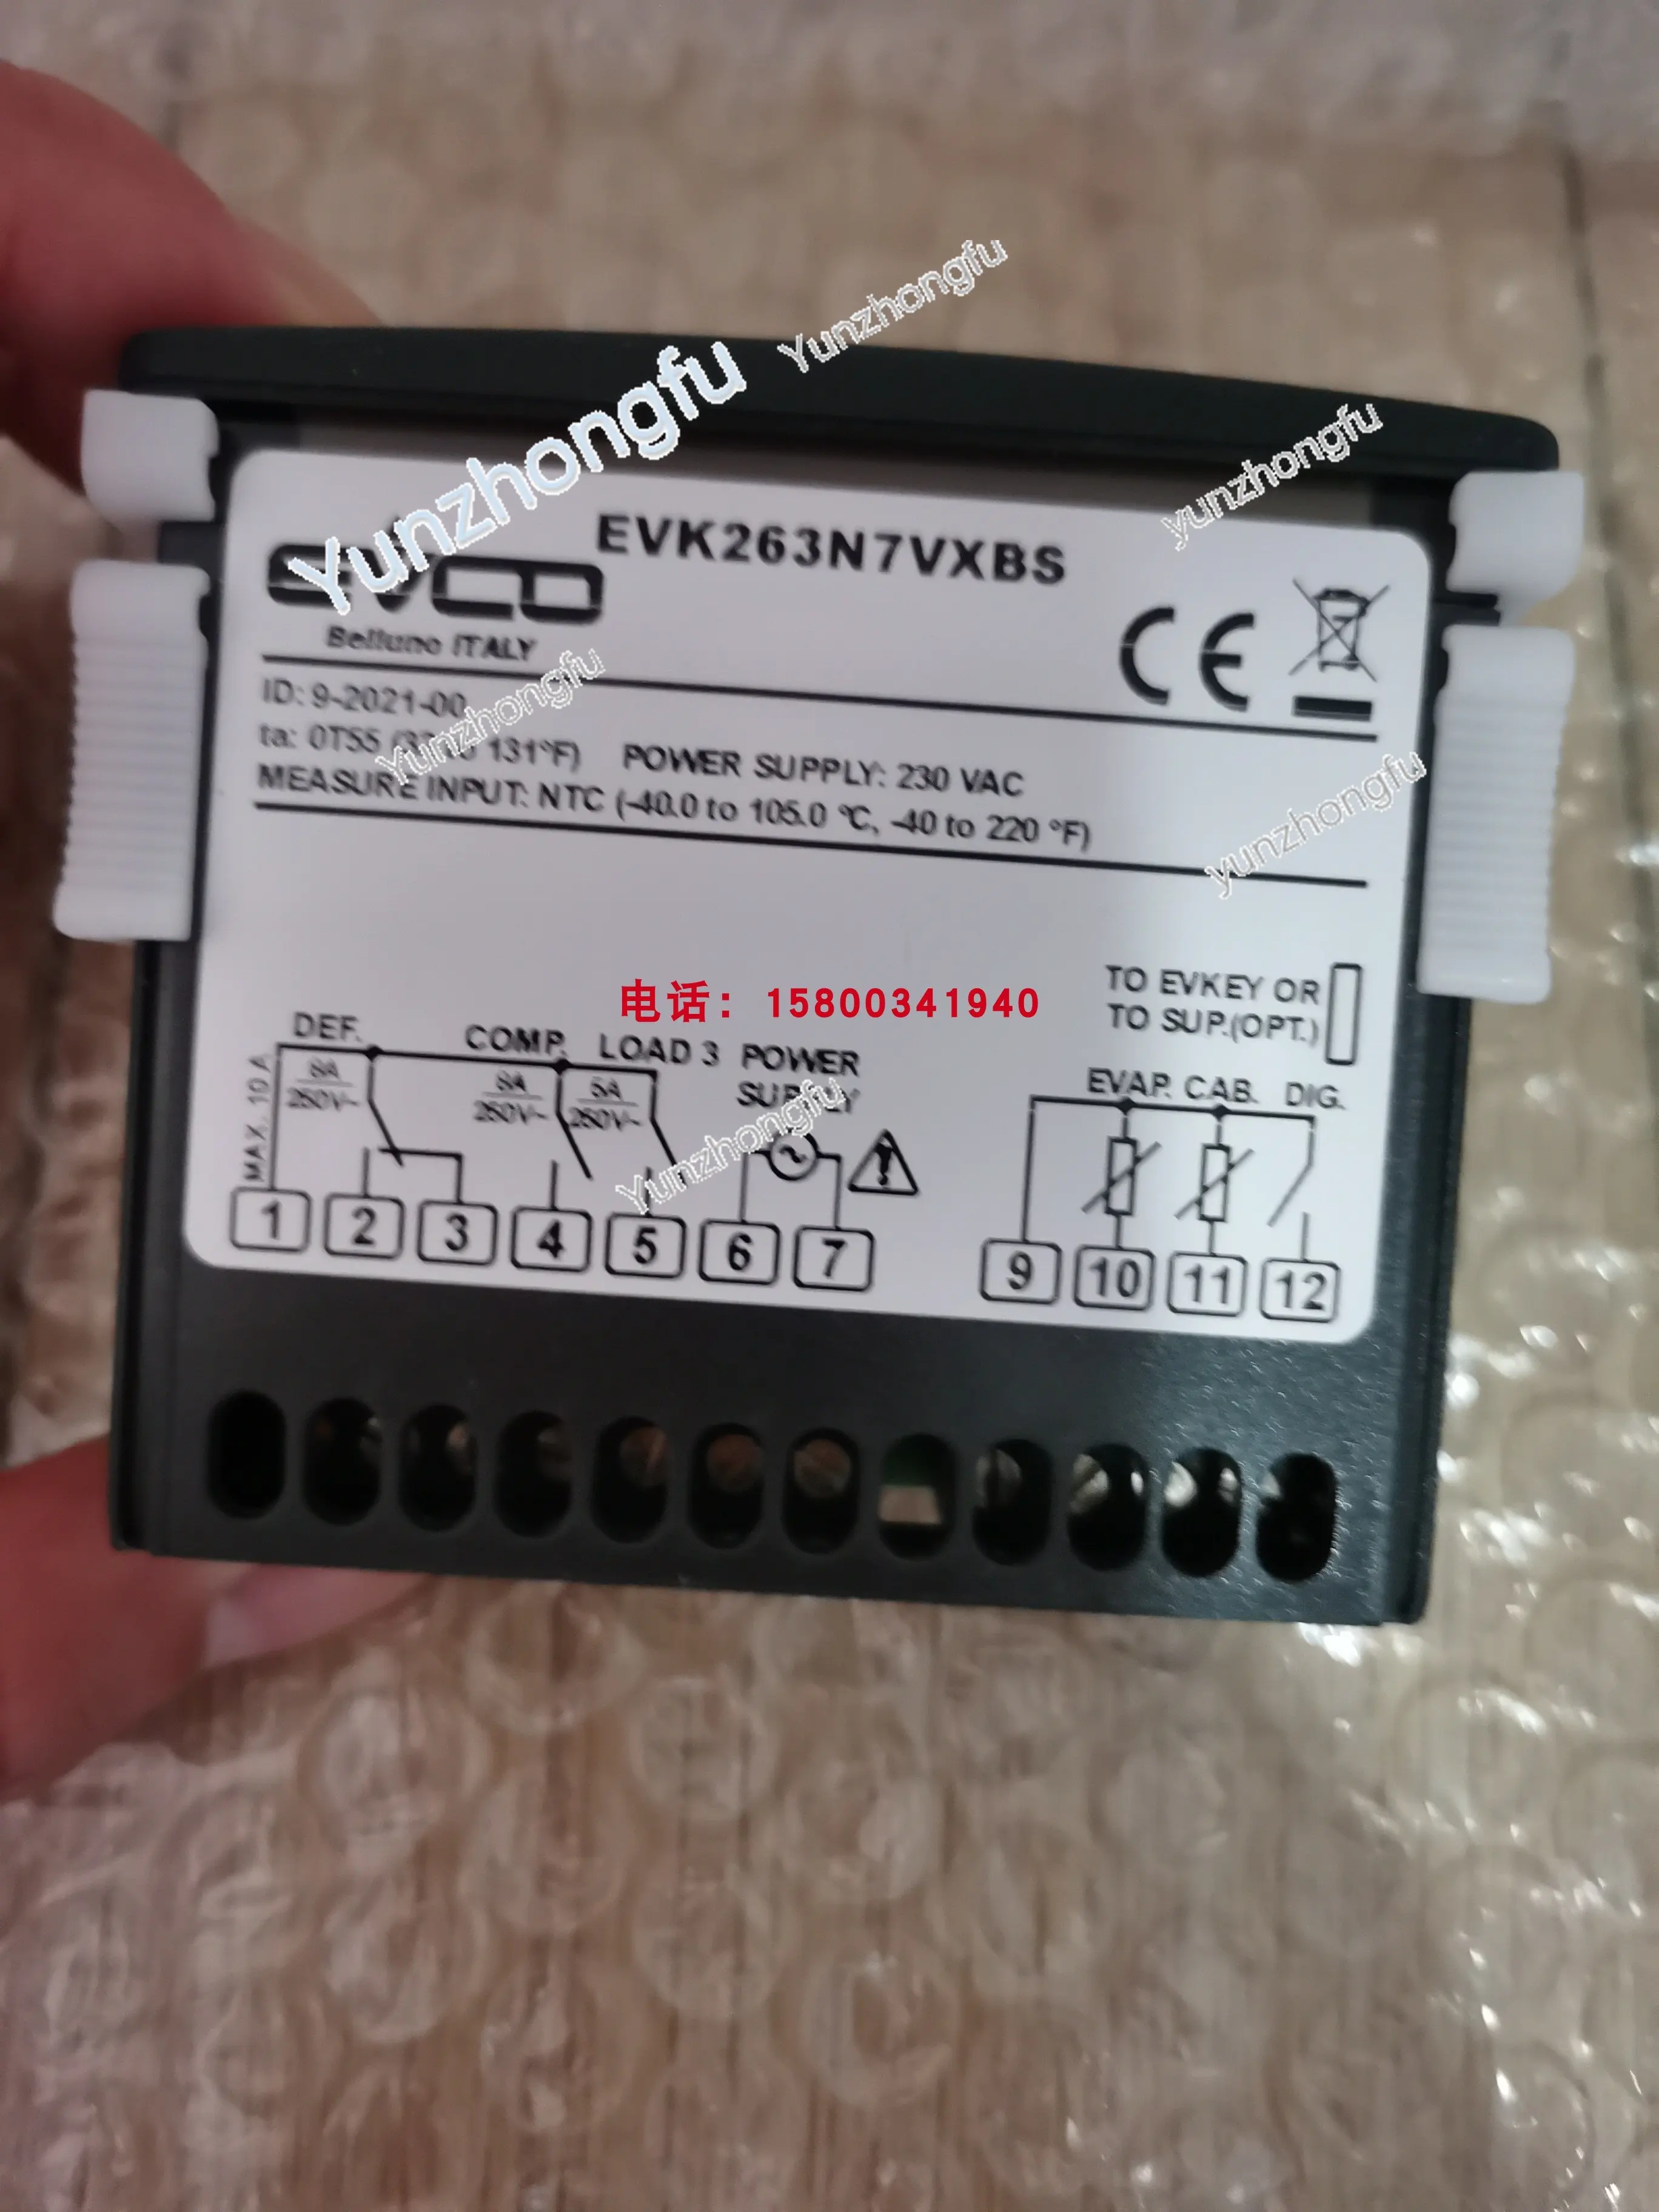 Yunzhongfu
Yunzhongfu
EVCO
EVK263N7VXBS
yunzhongfu
Belluno ITALY
CE
ID: 9-2021-00
Yunzhongfu
ta: 0T55 131°F) POWER SUPPLY: 230 VAC
MEASURE INPUT: NTC (-40.0 to 105.0 °C, -40 to 220 °F)
yunzhongfu
电话：15800341940
TO EVKEY OR
TO SUP.(OPT.)
DEF. COMP. LOAD 3 POWER
SUPPLY
EVAP. CAB. DIG.
MAX. 10 A
8A
250V~
8A
250V~
5A
250V~
Yunzhongfu
1 2 3 4 5 6 7 9 10 11 12